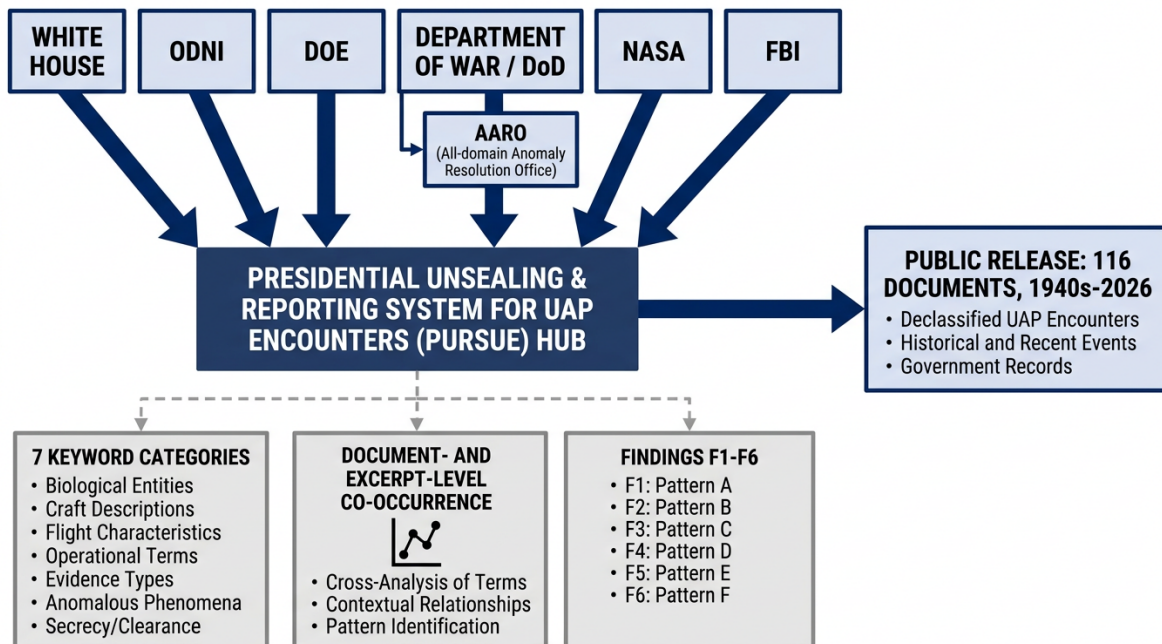 WHITE
HOUSE
ODNI
DOE
DEPARTMENT
OF WAR / DoD
NASA
FBI
AARO
(All-domain Anomaly
Resolution Office)
PRESIDENTIAL UNSEALING &
REPORTING SYSTEM FOR UAP
ENCOUNTERS (PURSUE) HUB
PUBLIC RELEASE: 116
DOCUMENTS, 1940s-2026
• Declassified UAP Encounters
• Historical and Recent Events
• Government Records
7 KEYWORD CATEGORIES
• Biological Entities
• Craft Descriptions
• Flight Characteristics
• Operational Terms
• Evidence Types
• Anomalous Phenomena
• Secrecy/Clearance
DOCUMENT- AND
EXCERPT-LEVEL
CO-OCCURRENCE
• Cross-Analysis of Terms
• Contextual Relationships
• Pattern Identification
FINDINGS F1-F6
• F1: Pattern A
• F2: Pattern B
• F3: Pattern C
• F4: Pattern D
• F5: Pattern E
• F6: Pattern F